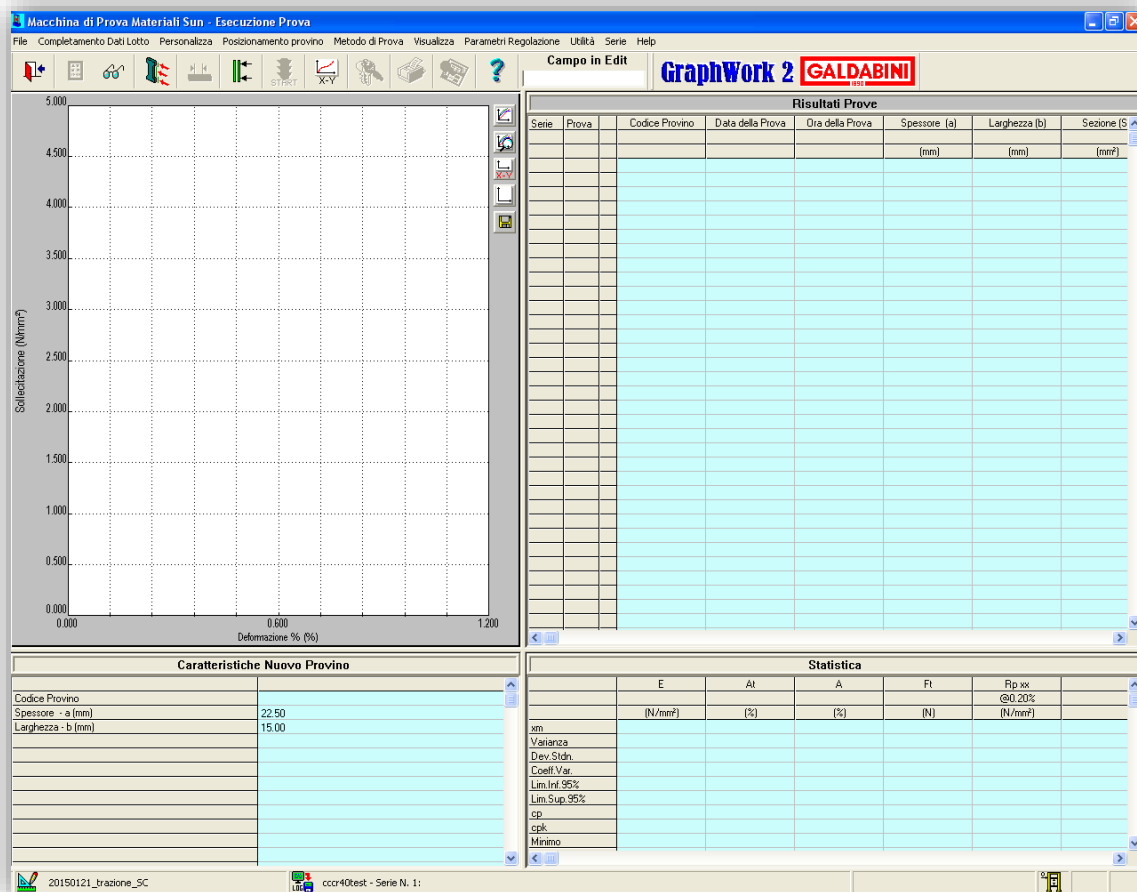 Macchina di Prova Materiali Sun - Esecuzione Prova
File Completamento Dati Lotto Personalizza Posizionamento provino Metodo di Prova Visualizza Parametri Regolazione Utilità Serie Help
START
X-Y
?
Campo in Edit
GraphWork 2
GALDABINI
1890
5.000
4.500
4.000
3.500
3.000
2.500
2.000
1.500
1.000
0.500
0.000
Sollecitazione (N/mm²)
0.000 0.600 1.200
Deformazione % (%)
X-Y
Risultati Prove
Serie Prova Codice Provino Data della Prova Ora della Prova Spessore (a) Larghezza (b) Sezione (S
(mm) (mm) (mm²)
Caratteristiche Nuovo Provino
Codice Provino
Spessore - a (mm) 22.50
Larghezza - b (mm) 15.00
Statistica
E At A Ft Rp xx
@0.20%
(N/mm²) (%) (%) (N) (N/mm²)
xm
Varianza
Dev.Stdn.
Coeff.Var.
Lim.Inf.95%
Lim.Sup.95%
cp
cpk
Minimo
20150121_trazione_SC
LOG
cccr40test - Serie N. 1: